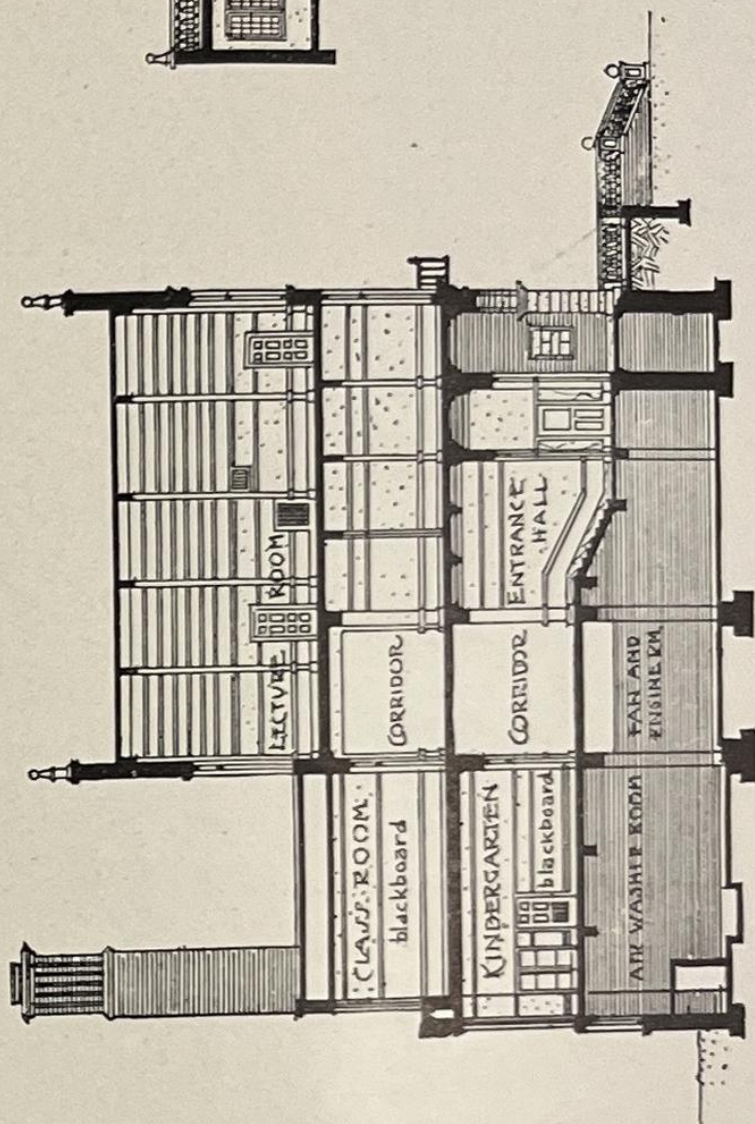 LECTURE ROOM
CLASS ROOM
blackboard
CORRIDOR
KINDERGARTEN
blackboard
CORRIDOR
ENTRANCE
HALL
AIR WASHER ROOM
FAN AND
ENGINE RM.